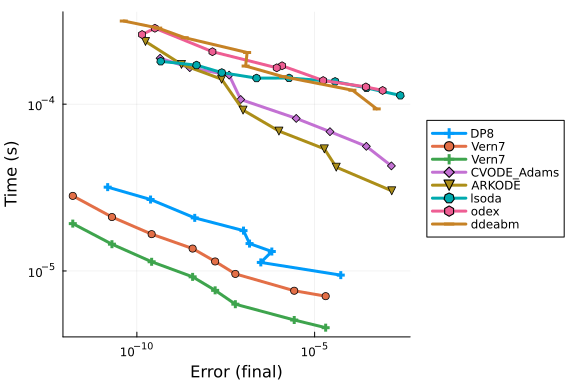 Time (s)
10⁻⁴
10⁻⁵
10⁻¹⁰
10⁻⁵
Error (final)
DP8
Vern7
Vern7
CVODE_Adams
ARKODE
lsoda
odex
ddeabm